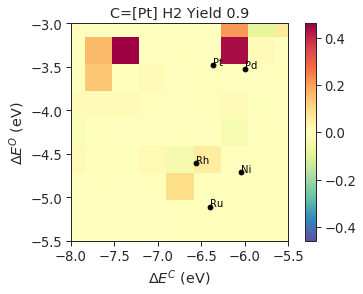 C=[Pt] H2 Yield 0.9
ΔE^O (eV)
−3.0
−3.5
−4.0
−4.5
−5.0
−5.5
Pt
Pd
Rh
Ni
Ru
−8.0 −7.5 −7.0 −6.5 −6.0 −5.5
ΔE^C (eV)
0.4
0.2
0.0
−0.2
−0.4